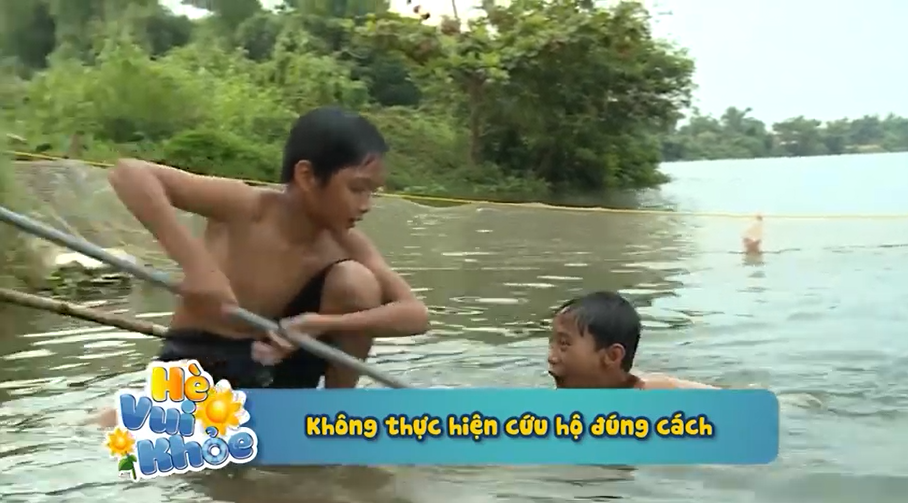 Hè
Vui
Khỏe
Không thực hiện cứu hộ đúng cách